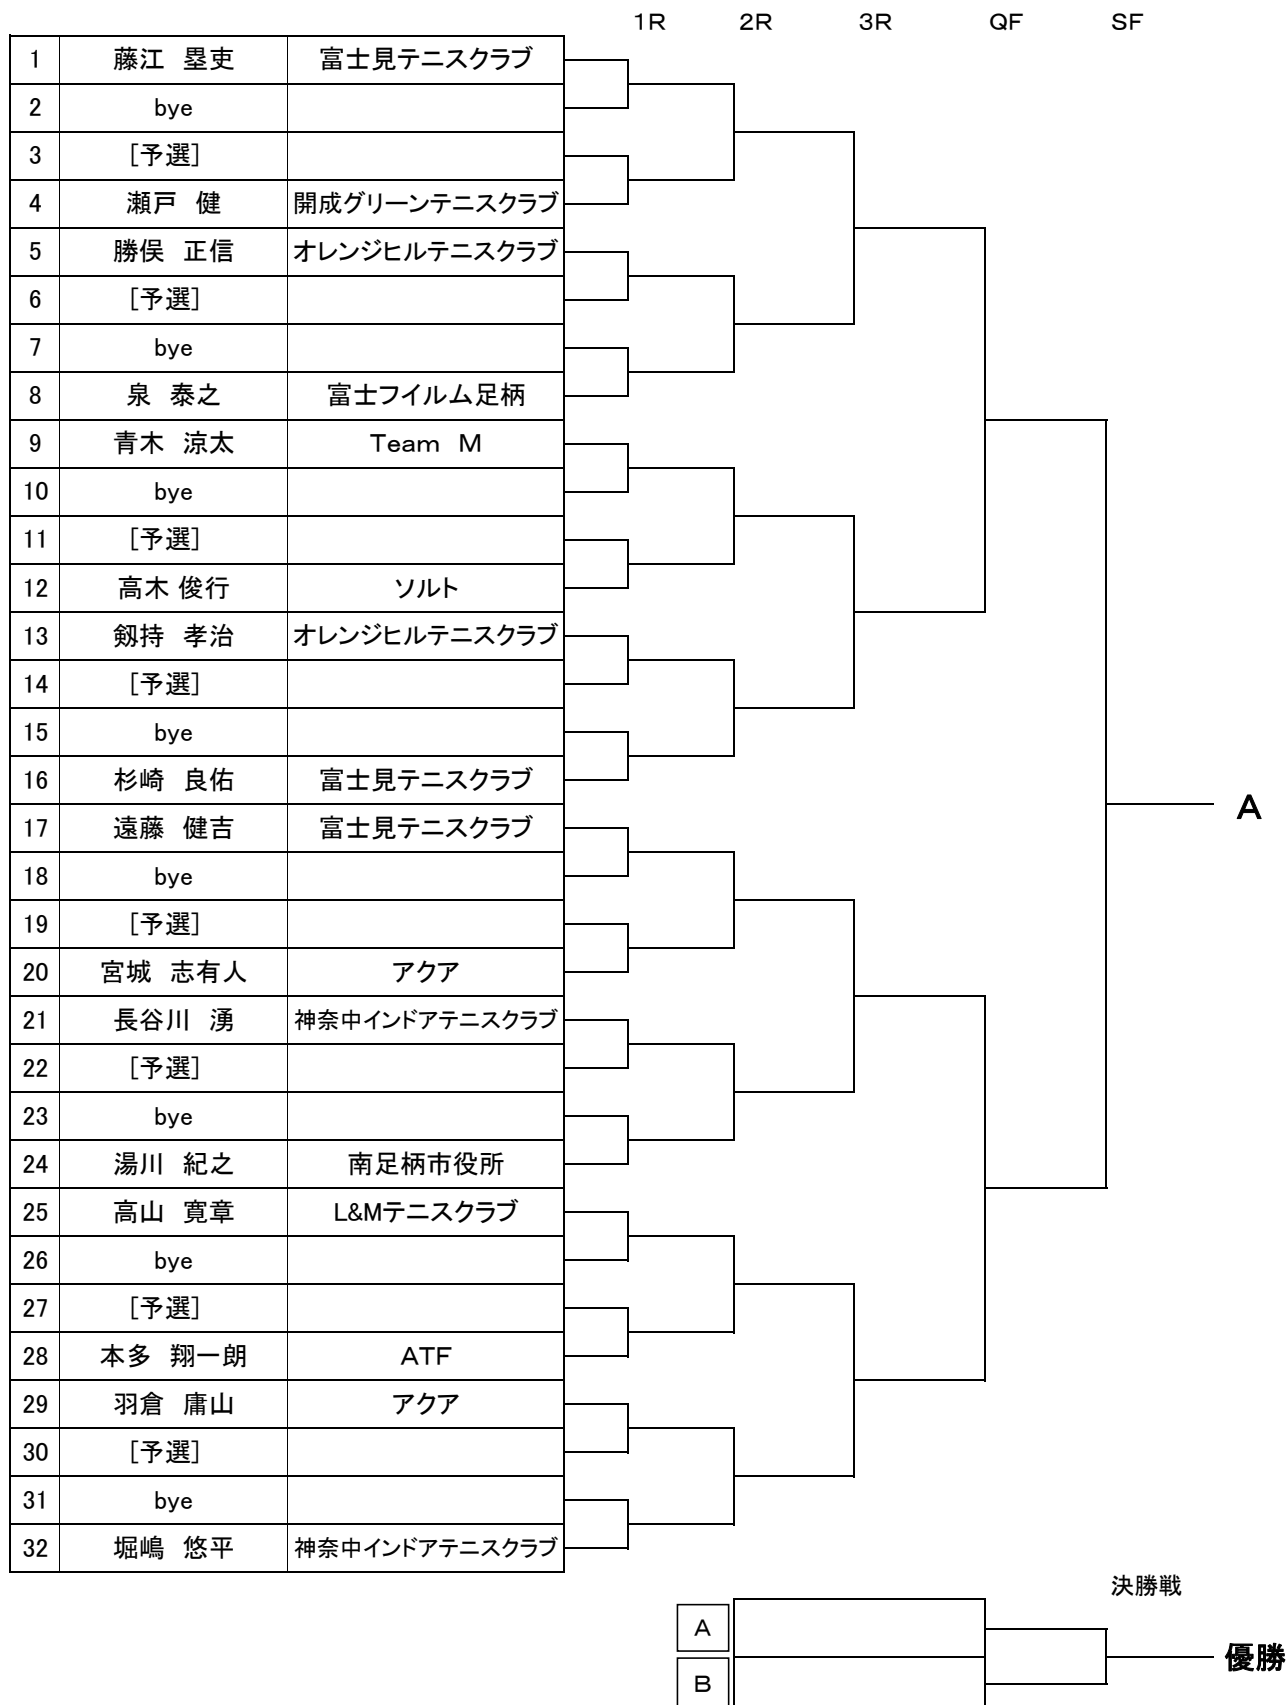 1R 2R 3R QF SF
1 藤江 塁吏 富士見テニスクラブ
2 bye
3 [予選]
4 瀬戸 健 開成グリーンテニスクラブ
5 勝俣 正信 オレンジヒルテニスクラブ
6 [予選]
7 bye
8 泉 泰之 富士フイルム足柄
9 青木 涼太 Team M
10 bye
11 [予選]
12 高木 俊行 ソルト
13 剱持 孝治 オレンジヒルテニスクラブ
14 [予選]
15 bye
16 杉崎 良佑 富士見テニスクラブ
A
17 遠藤 健吉 富士見テニスクラブ
18 bye
19 [予選]
20 宮城 志有人 アクア
21 長谷川 湧 神奈中インドアテニスクラブ
22 [予選]
23 bye
24 湯川 紀之 南足柄市役所
25 高山 寛章 L&Mテニスクラブ
26 bye
27 [予選]
28 本多 翔一朗 ATF
29 羽倉 庸山 アクア
30 [予選]
31 bye
32 堀嶋 悠平 神奈中インドアテニスクラブ
決勝戦
A
優勝
B